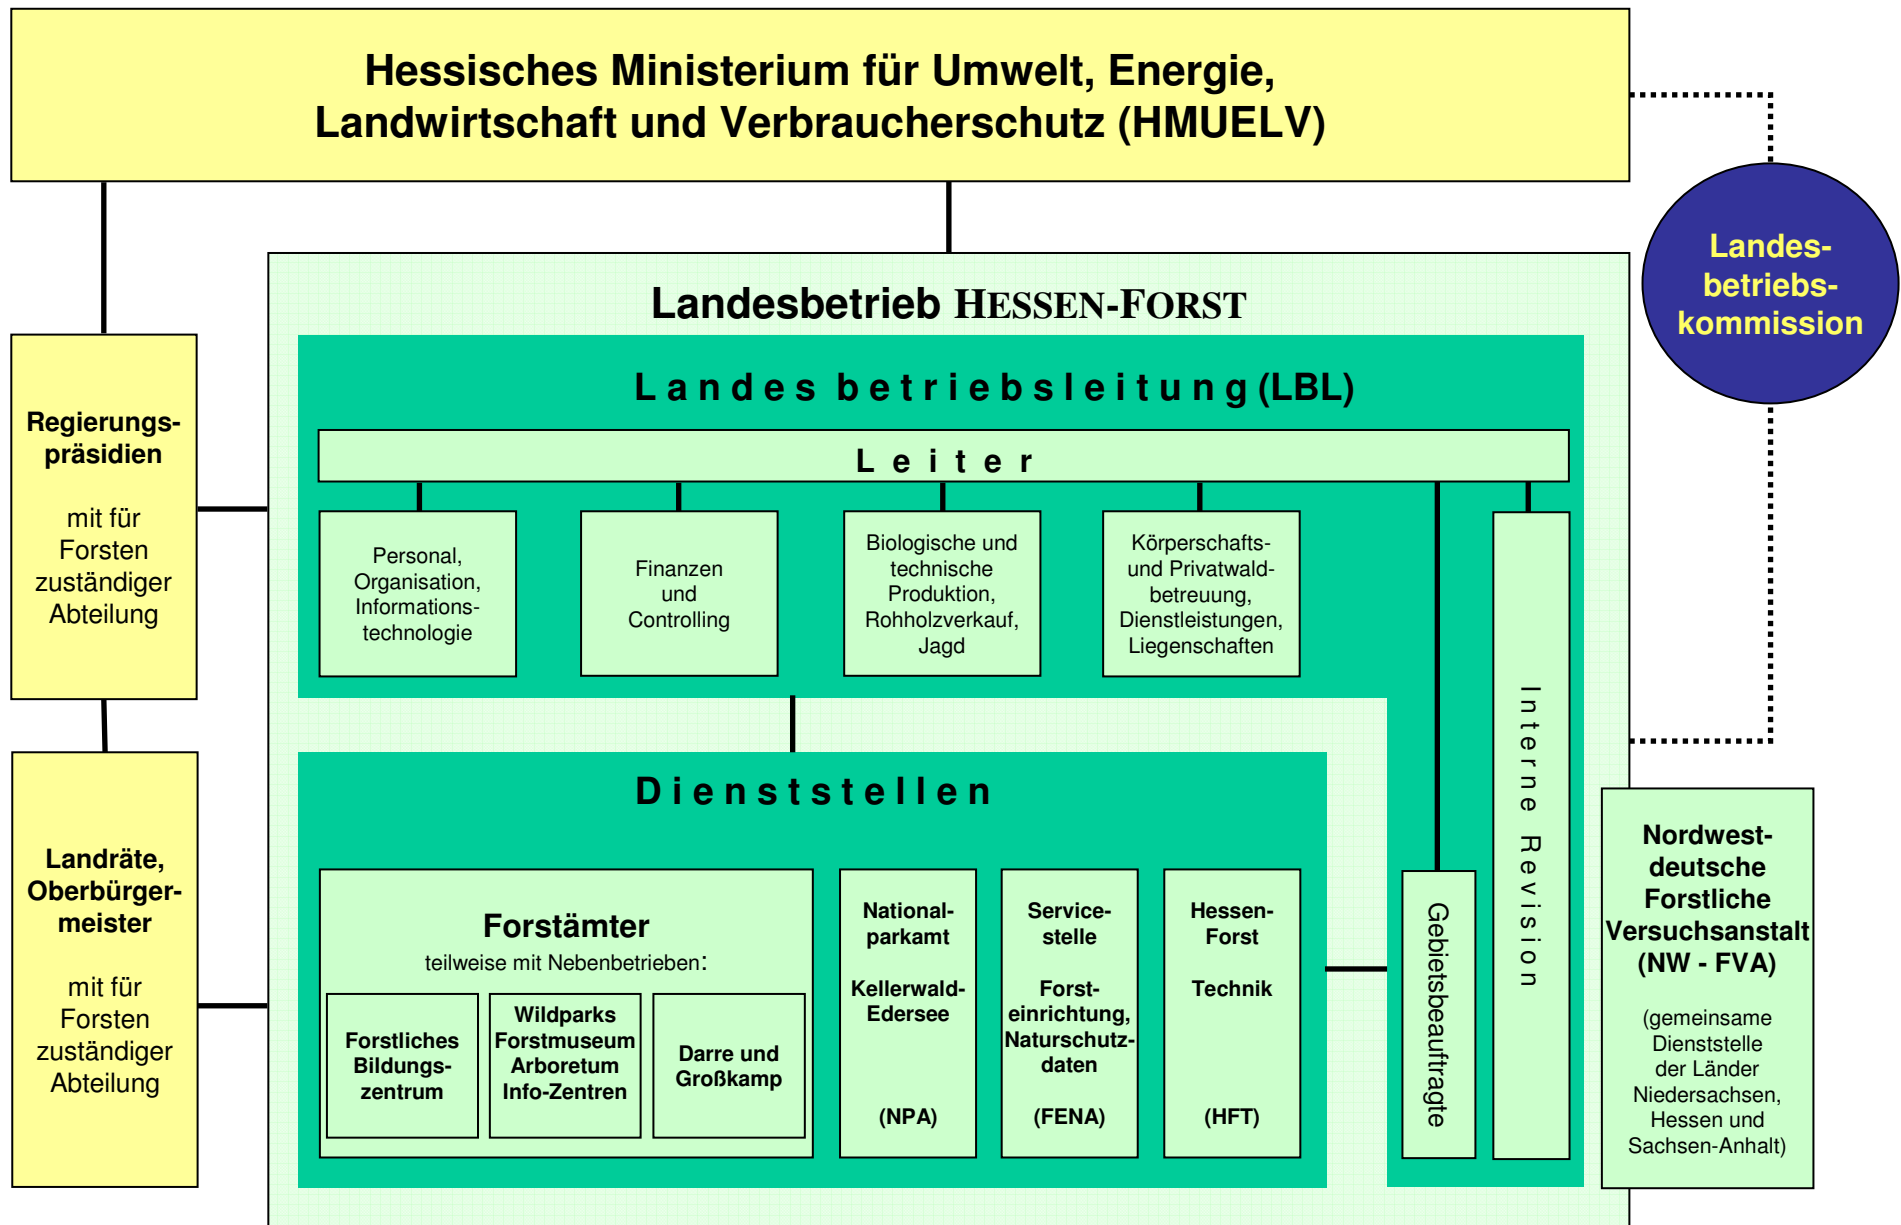 Hessisches Ministerium für Umwelt, Energie,
Landwirtschaft und Verbraucherschutz (HMUELV)
Landes-
betriebs-
kommission
Landesbetrieb HESSEN-FORST
Landes betriebsleitung (LBL)
Leiter
Personal,
Organisation,
Informations-
technologie
Finanzen
und
Controlling
Biologische und
technische
Produktion,
Rohholzverkauf,
Jagd
Körperschafts-
und Privatwald-
betreuung,
Dienstleistungen,
Liegenschaften
Gebietsbeauftragte
Interne Revision
Regierungs-
präsidien
mit für
Forsten
zuständiger
Abteilung
Landräte,
Oberbürger-
meister
mit für
Forsten
zuständiger
Abteilung
Dienststellen
Forstämter
teilweise mit Nebenbetrieben:
Forstliches
Bildungs-
zentrum
Wildparks
Forstmuseum
Arboretum
Info-Zentren
Darre und
Großkamp
National-
parkamt
Kellerwald-
Edersee
(NPA)
Service-
stelle
Forst-
einrichtung,
Naturschutz-
daten
(FENA)
Hessen-
Forst
Technik
(HFT)
Nordwest-
deutsche
Forstliche
Versuchsanstalt
(NW - FVA)
(gemeinsame
Dienststelle
der Länder
Niedersachsen,
Hessen und
Sachsen-Anhalt)